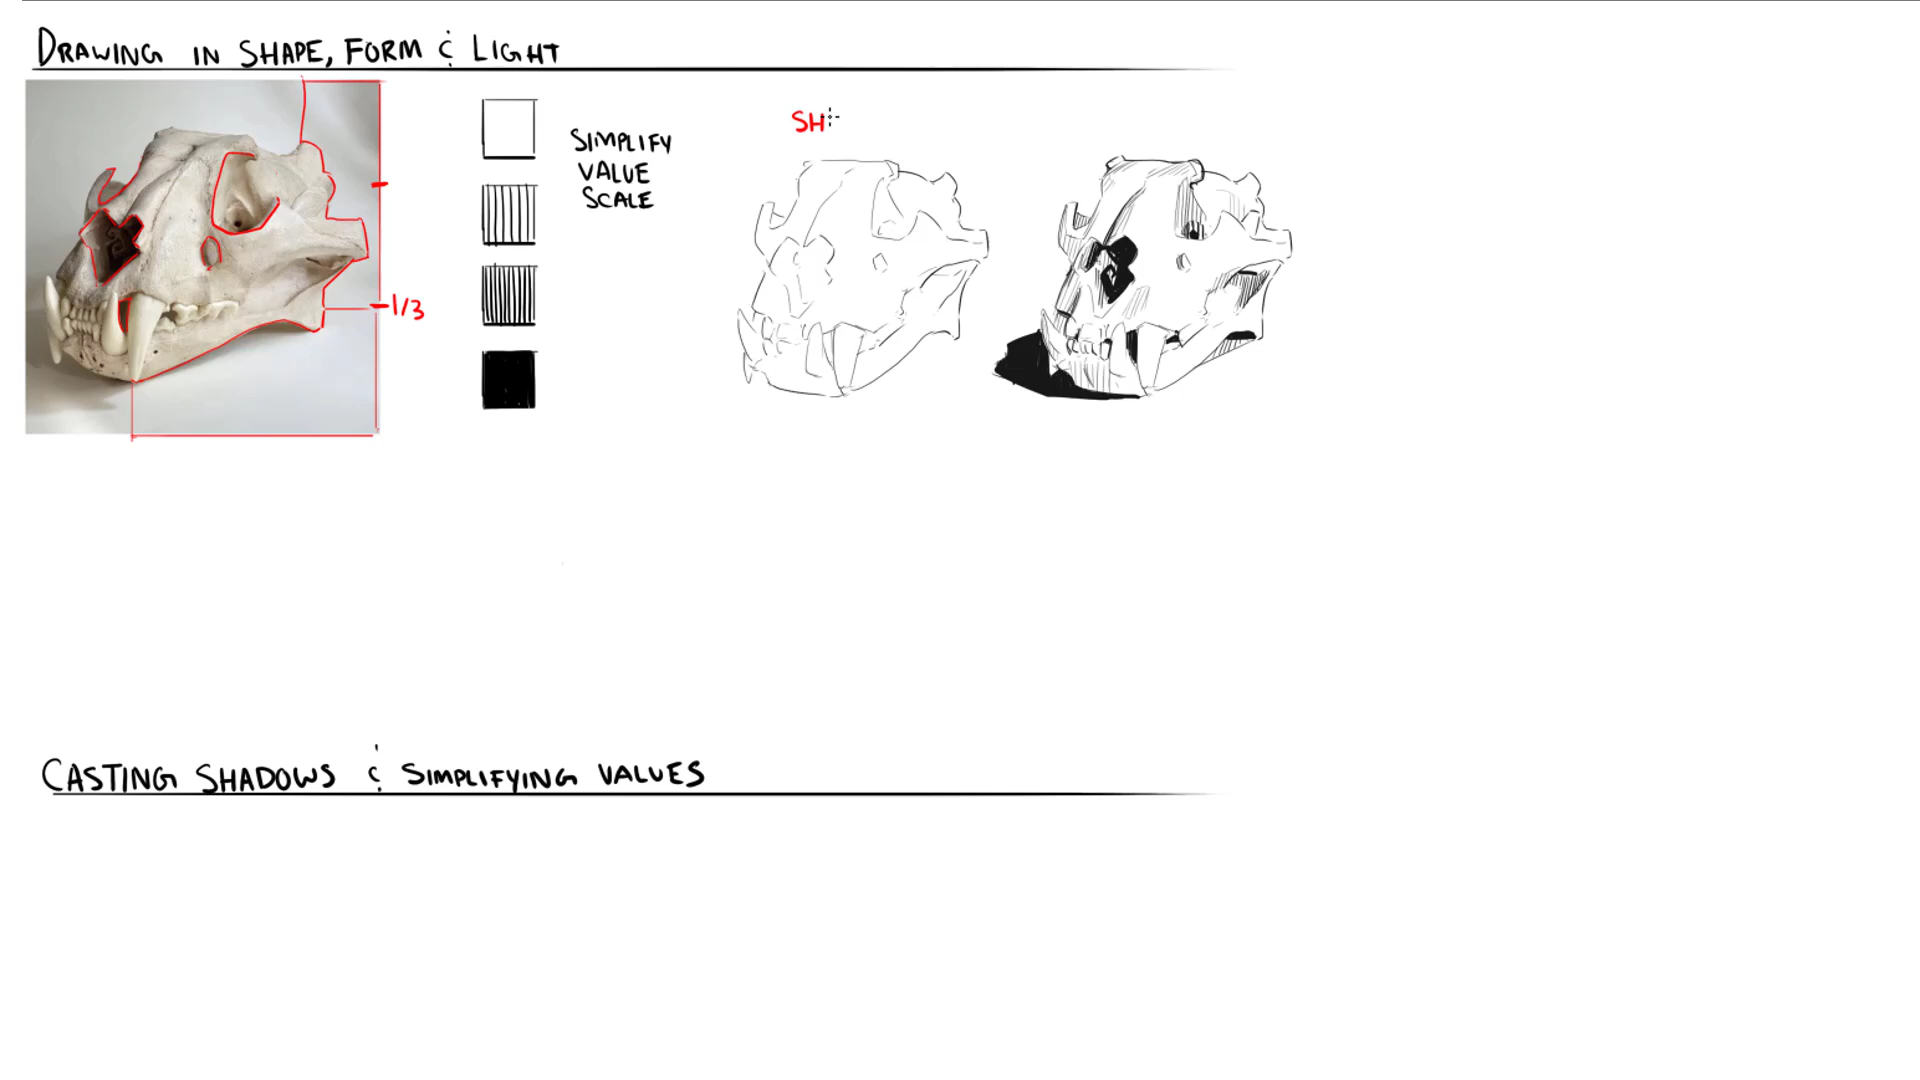 DRAWING IN SHAPE, FORM & LIGHT
1/3
SIMPLIFY
VALUE
SCALE
SH
CASTING SHADOWS & SIMPLIFYING VALUES